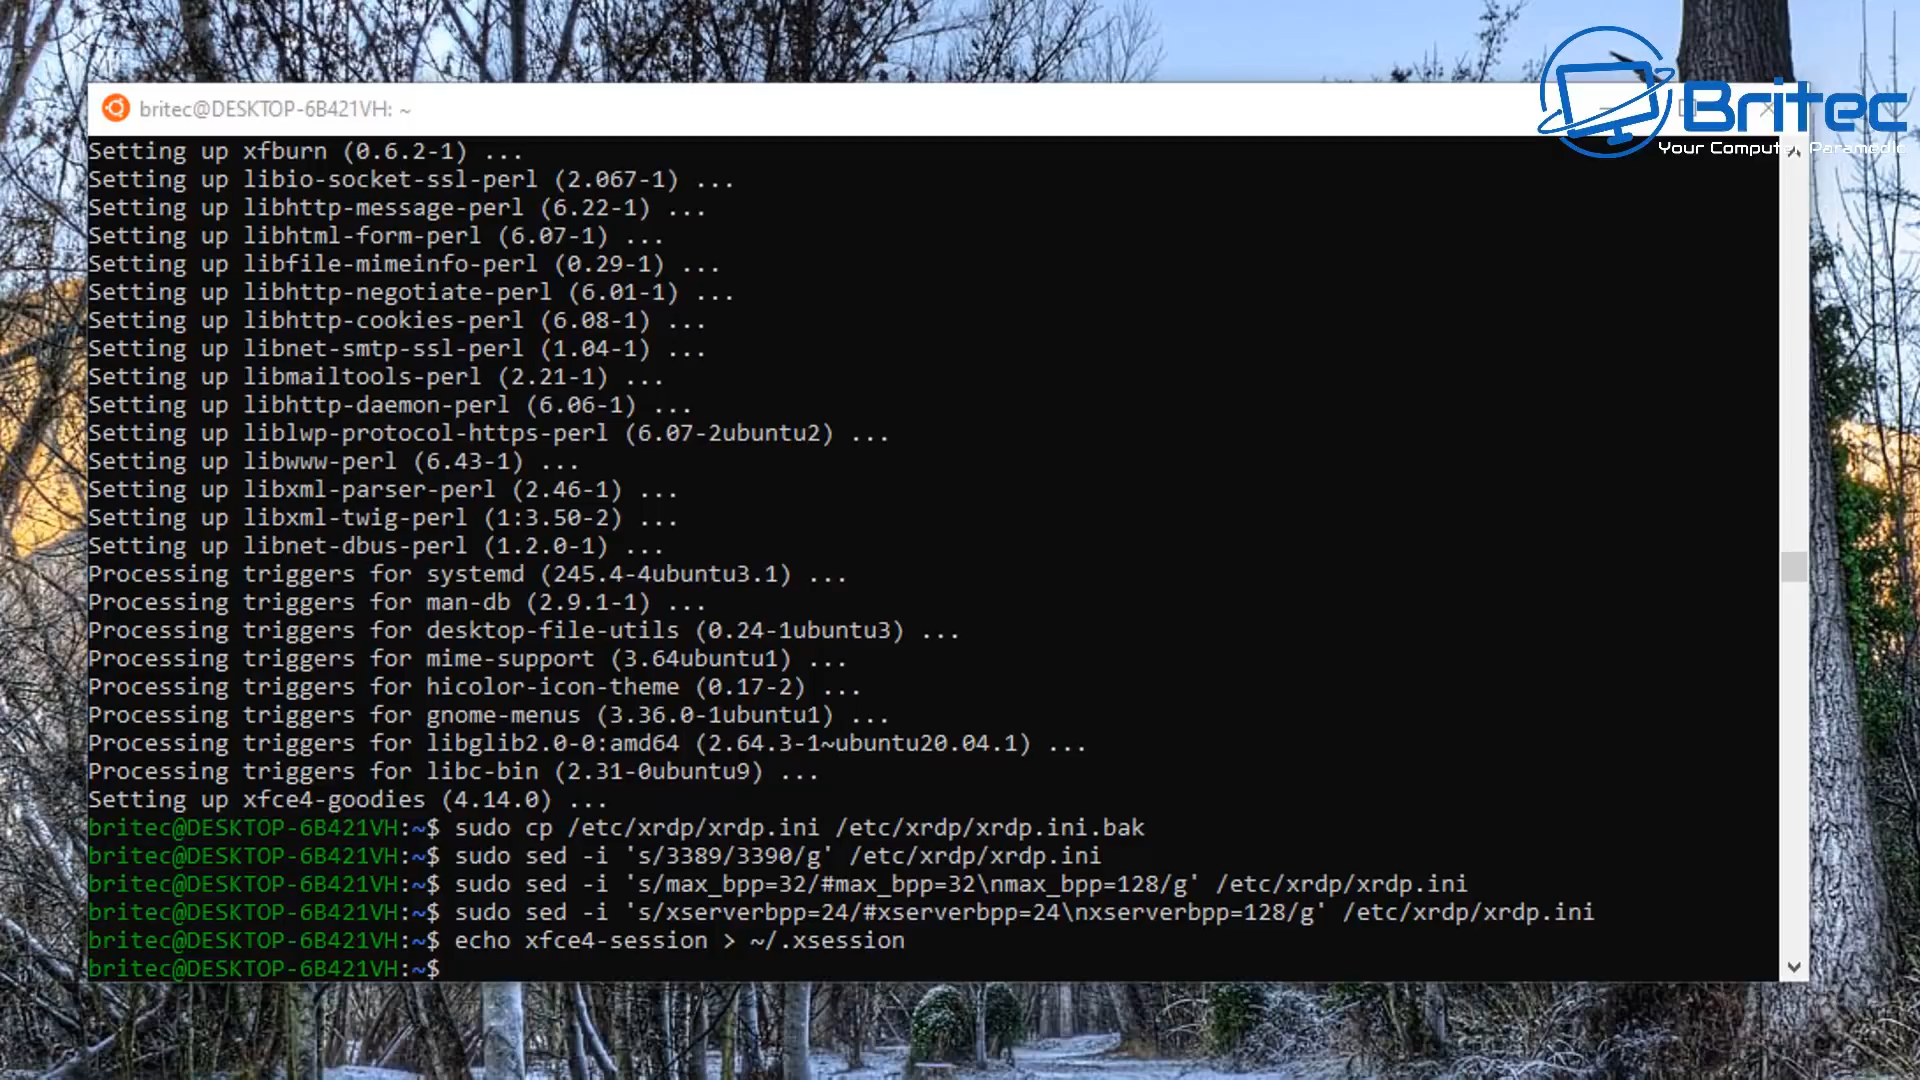 Britec
Your Computer Paramedic
britec@DESKTOP-6B421VH: ~
Setting up xfburn (0.6.2-1) ...
Setting up libio-socket-ssl-perl (2.067-1) ...
Setting up libhttp-message-perl (6.22-1) ...
Setting up libhtml-form-perl (6.07-1) ...
Setting up libfile-mimeinfo-perl (0.29-1) ...
Setting up libhttp-negotiate-perl (6.01-1) ...
Setting up libhttp-cookies-perl (6.08-1) ...
Setting up libnet-smtp-ssl-perl (1.04-1) ...
Setting up libmailtools-perl (2.21-1) ...
Setting up libhttp-daemon-perl (6.06-1) ...
Setting up liblwp-protocol-https-perl (6.07-2ubuntu2) ...
Setting up libwww-perl (6.43-1) ...
Setting up libxml-parser-perl (2.46-1) ...
Setting up libxml-twig-perl (1:3.50-2) ...
Setting up libnet-dbus-perl (1.2.0-1) ...
Processing triggers for systemd (245.4-4ubuntu3.1) ...
Processing triggers for man-db (2.9.1-1) ...
Processing triggers for desktop-file-utils (0.24-1ubuntu3) ...
Processing triggers for mime-support (3.64ubuntu1) ...
Processing triggers for hicolor-icon-theme (0.17-2) ...
Processing triggers for gnome-menus (3.36.0-1ubuntu1) ...
Processing triggers for libglib2.0-0:amd64 (2.64.3-1~ubuntu20.04.1) ...
Processing triggers for libc-bin (2.31-0ubuntu9) ...
Setting up xfce4-goodies (4.14.0) ...
britec@DESKTOP-6B421VH:~$ sudo cp /etc/xrdp/xrdp.ini /etc/xrdp/xrdp.ini.bak
britec@DESKTOP-6B421VH:~$ sudo sed -i 's/3389/3390/g' /etc/xrdp/xrdp.ini
britec@DESKTOP-6B421VH:~$ sudo sed -i 's/max_bpp=32/#max_bpp=32\nmax_bpp=128/g' /etc/xrdp/xrdp.ini
britec@DESKTOP-6B421VH:~$ sudo sed -i 's/xserverbpp=24/#xserverbpp=24\nxserverbpp=128/g' /etc/xrdp/xrdp.ini
britec@DESKTOP-6B421VH:~$ echo xfce4-session > ~/.xsession
britec@DESKTOP-6B421VH:~$